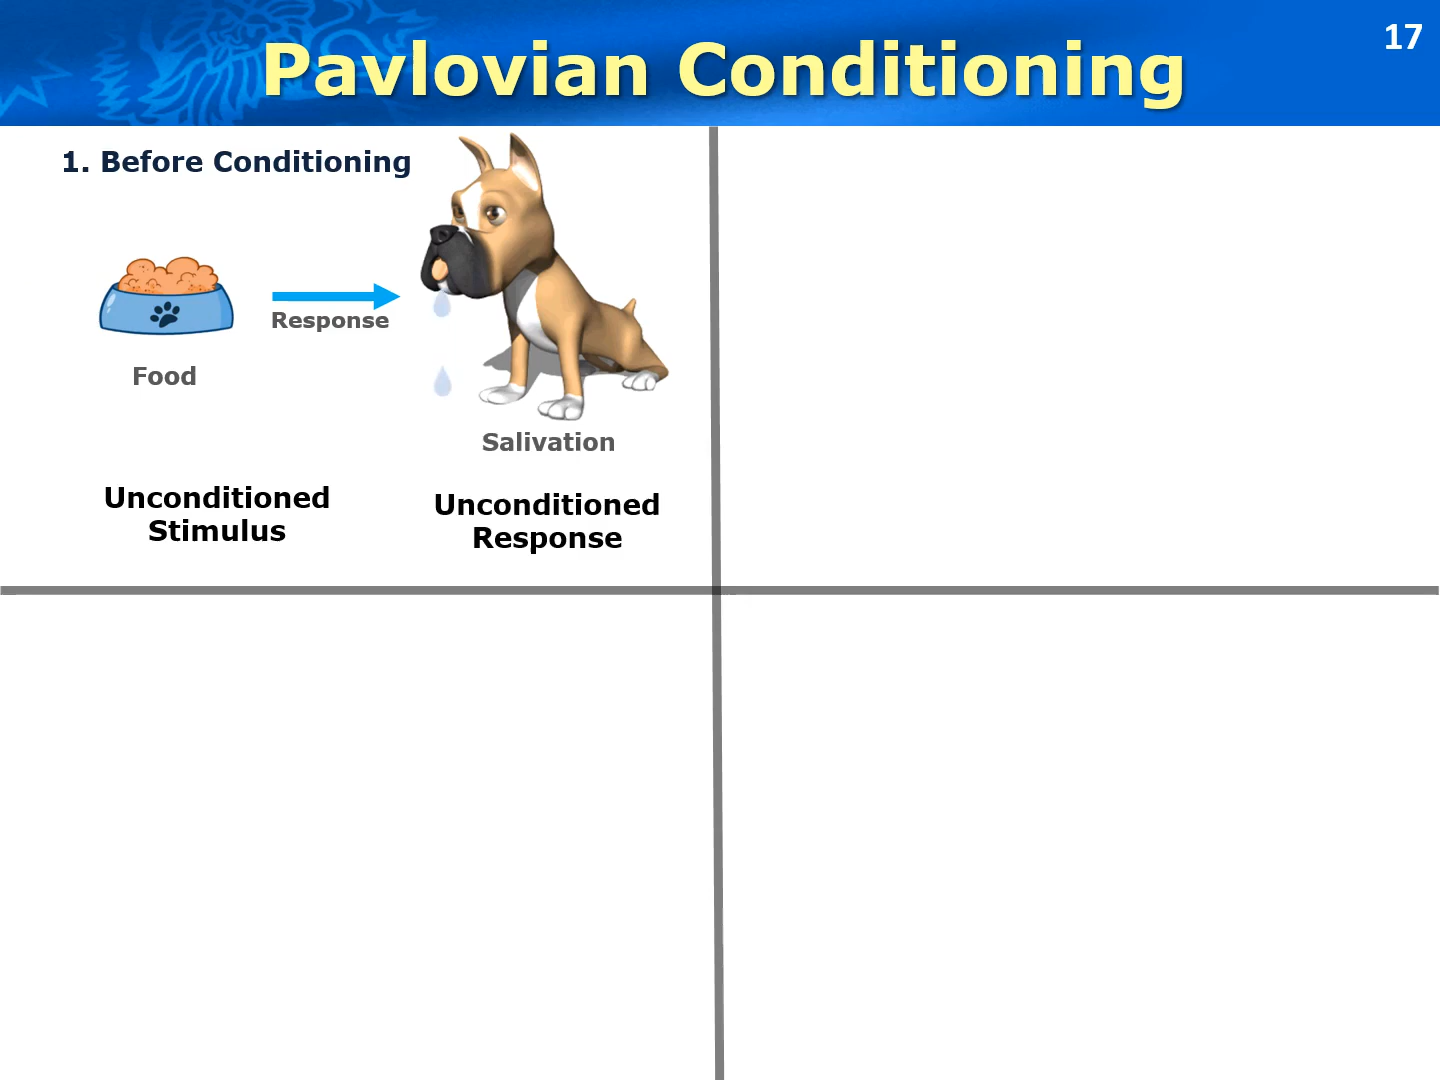 Pavlovian Conditioning
17
1. Before Conditioning
Response
Food
Salivation
Unconditioned
Stimulus
Unconditioned
Response